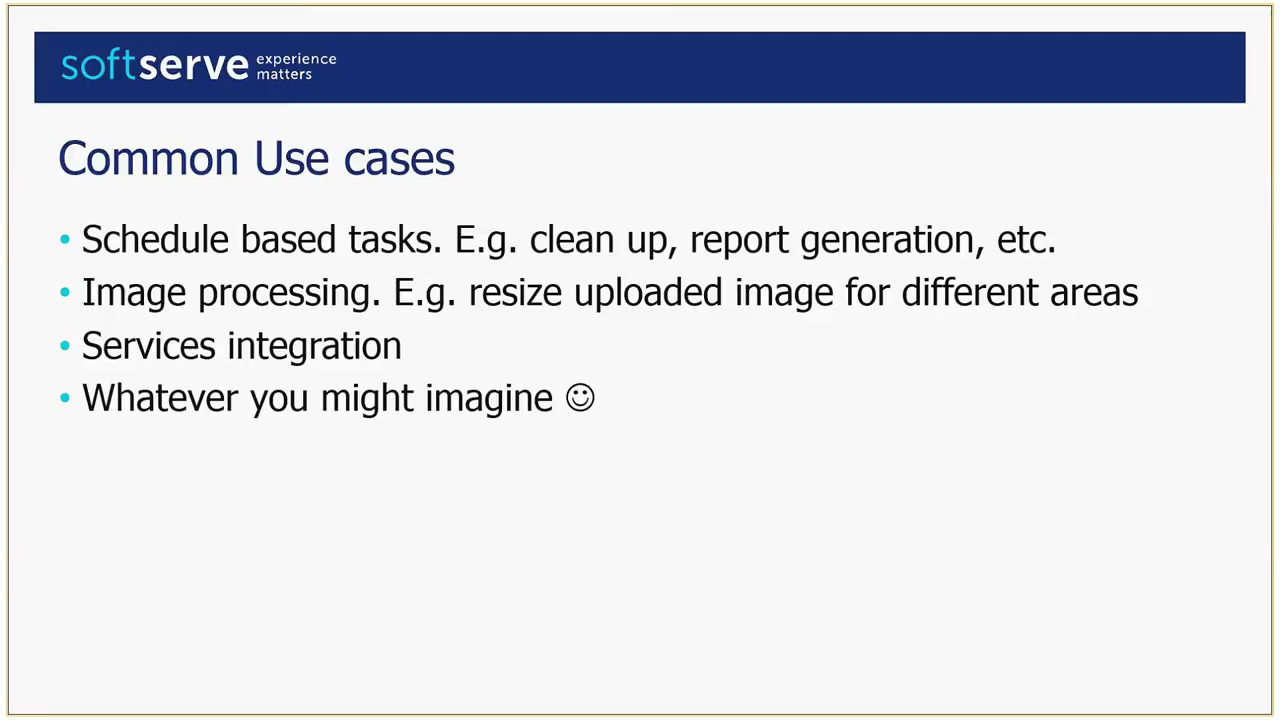 softserve experience matters
Common Use cases
• Schedule based tasks. E.g. clean up, report generation, etc.
• Image processing. E.g. resize uploaded image for different areas
• Services integration
• Whatever you might imagine ☺